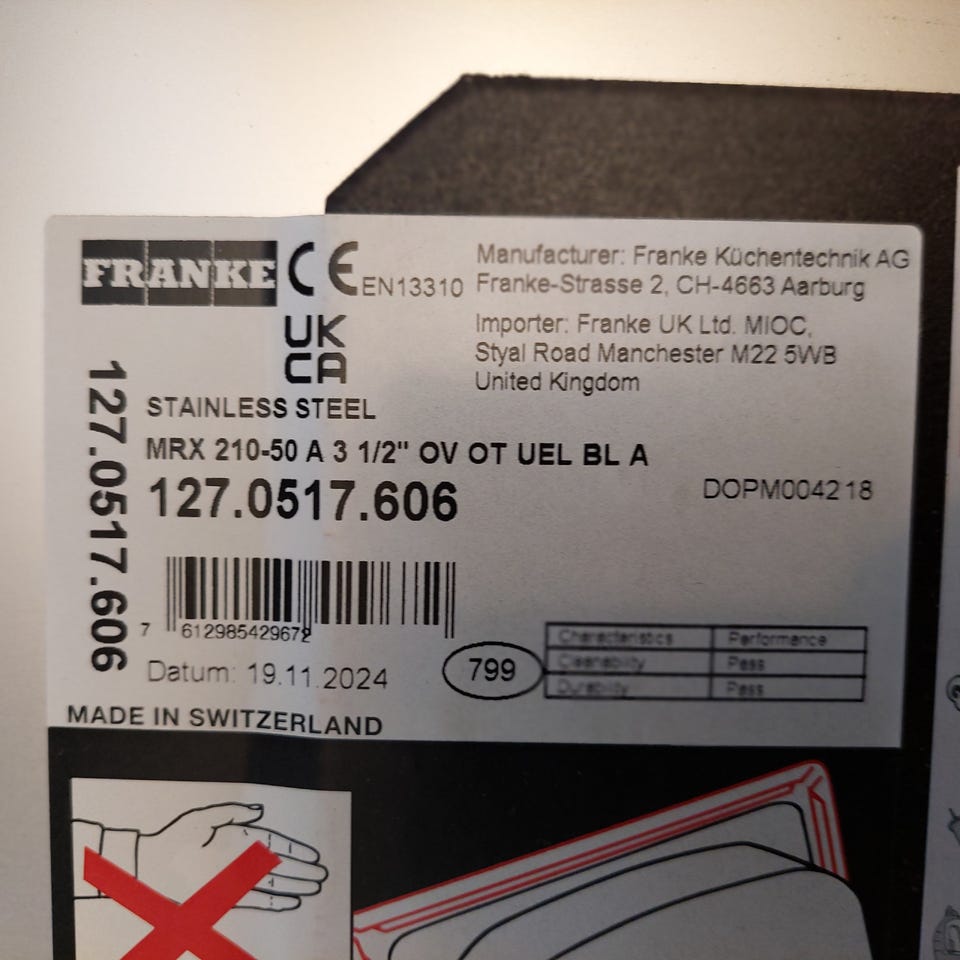 FRANKE
CE EN13310
UK
CA
Manufacturer: Franke Küchentechnik AG
Franke-Strasse 2, CH-4663 Aarburg
Importer: Franke UK Ltd. MIOC,
Styal Road Manchester M22 5WB
United Kingdom
127.0517.606
STAINLESS STEEL
MRX 210-50 A 3 1/2" OV OT UEL BL A
127.0517.606
DOPM004218
7 612985429672
Datum: 19.11.2024
799
Characteristics Performance
Cleanability Pass
Durability Pass
MADE IN SWITZERLAND